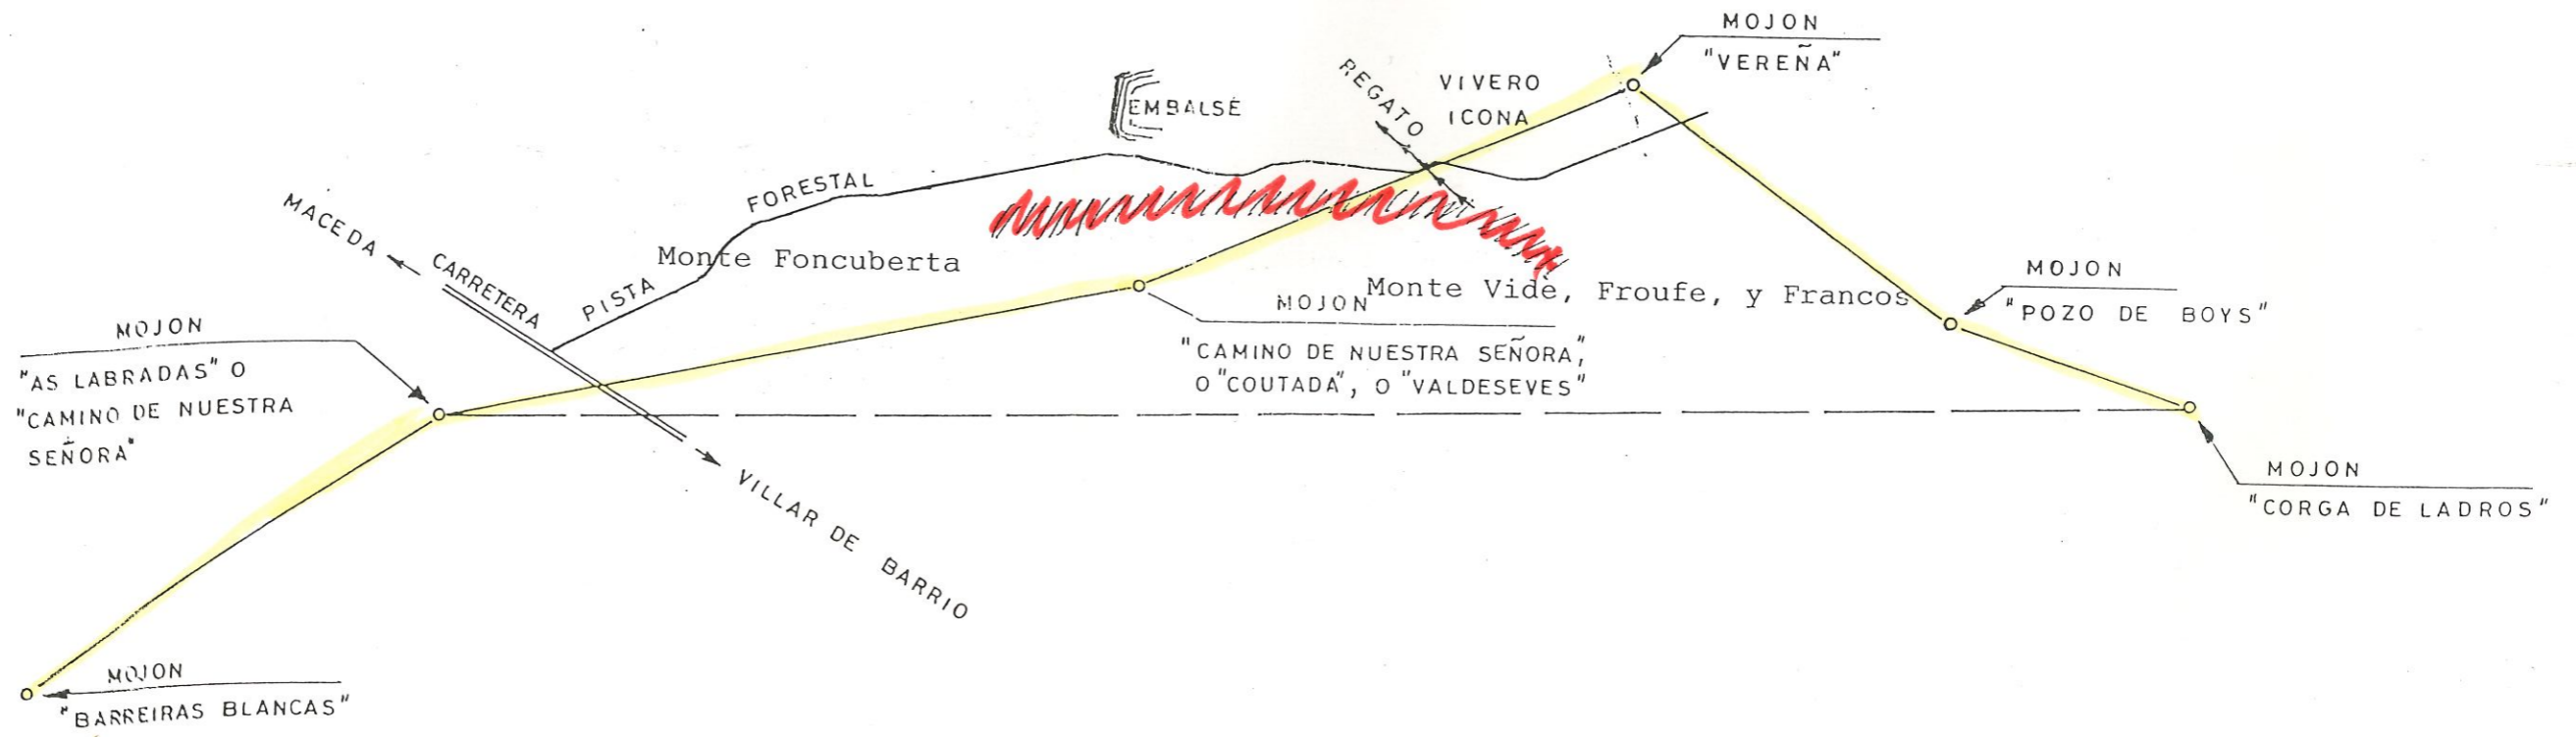 MOJON
"VEREÑA"
VIVERO
ICONA
REGATO
EMBALSE
FORESTAL
PISTA
MACEDA
CARRETERA
Monte Foncuberta
Monte Vide, Froufe, y Francos
MOJON
"POZO DE BOYS"
MOJON
"CAMINO DE NUESTRA SEÑORA",
O "COUTADA", O "VALDESEVES"
MOJON
"AS LABRADAS" O
"CAMINO DE NUESTRA
SEÑORA"
MOJON
"CORGA DE LADROS"
VILLAR DE BARRIO
MOJON
"BARREIRAS BLANCAS"